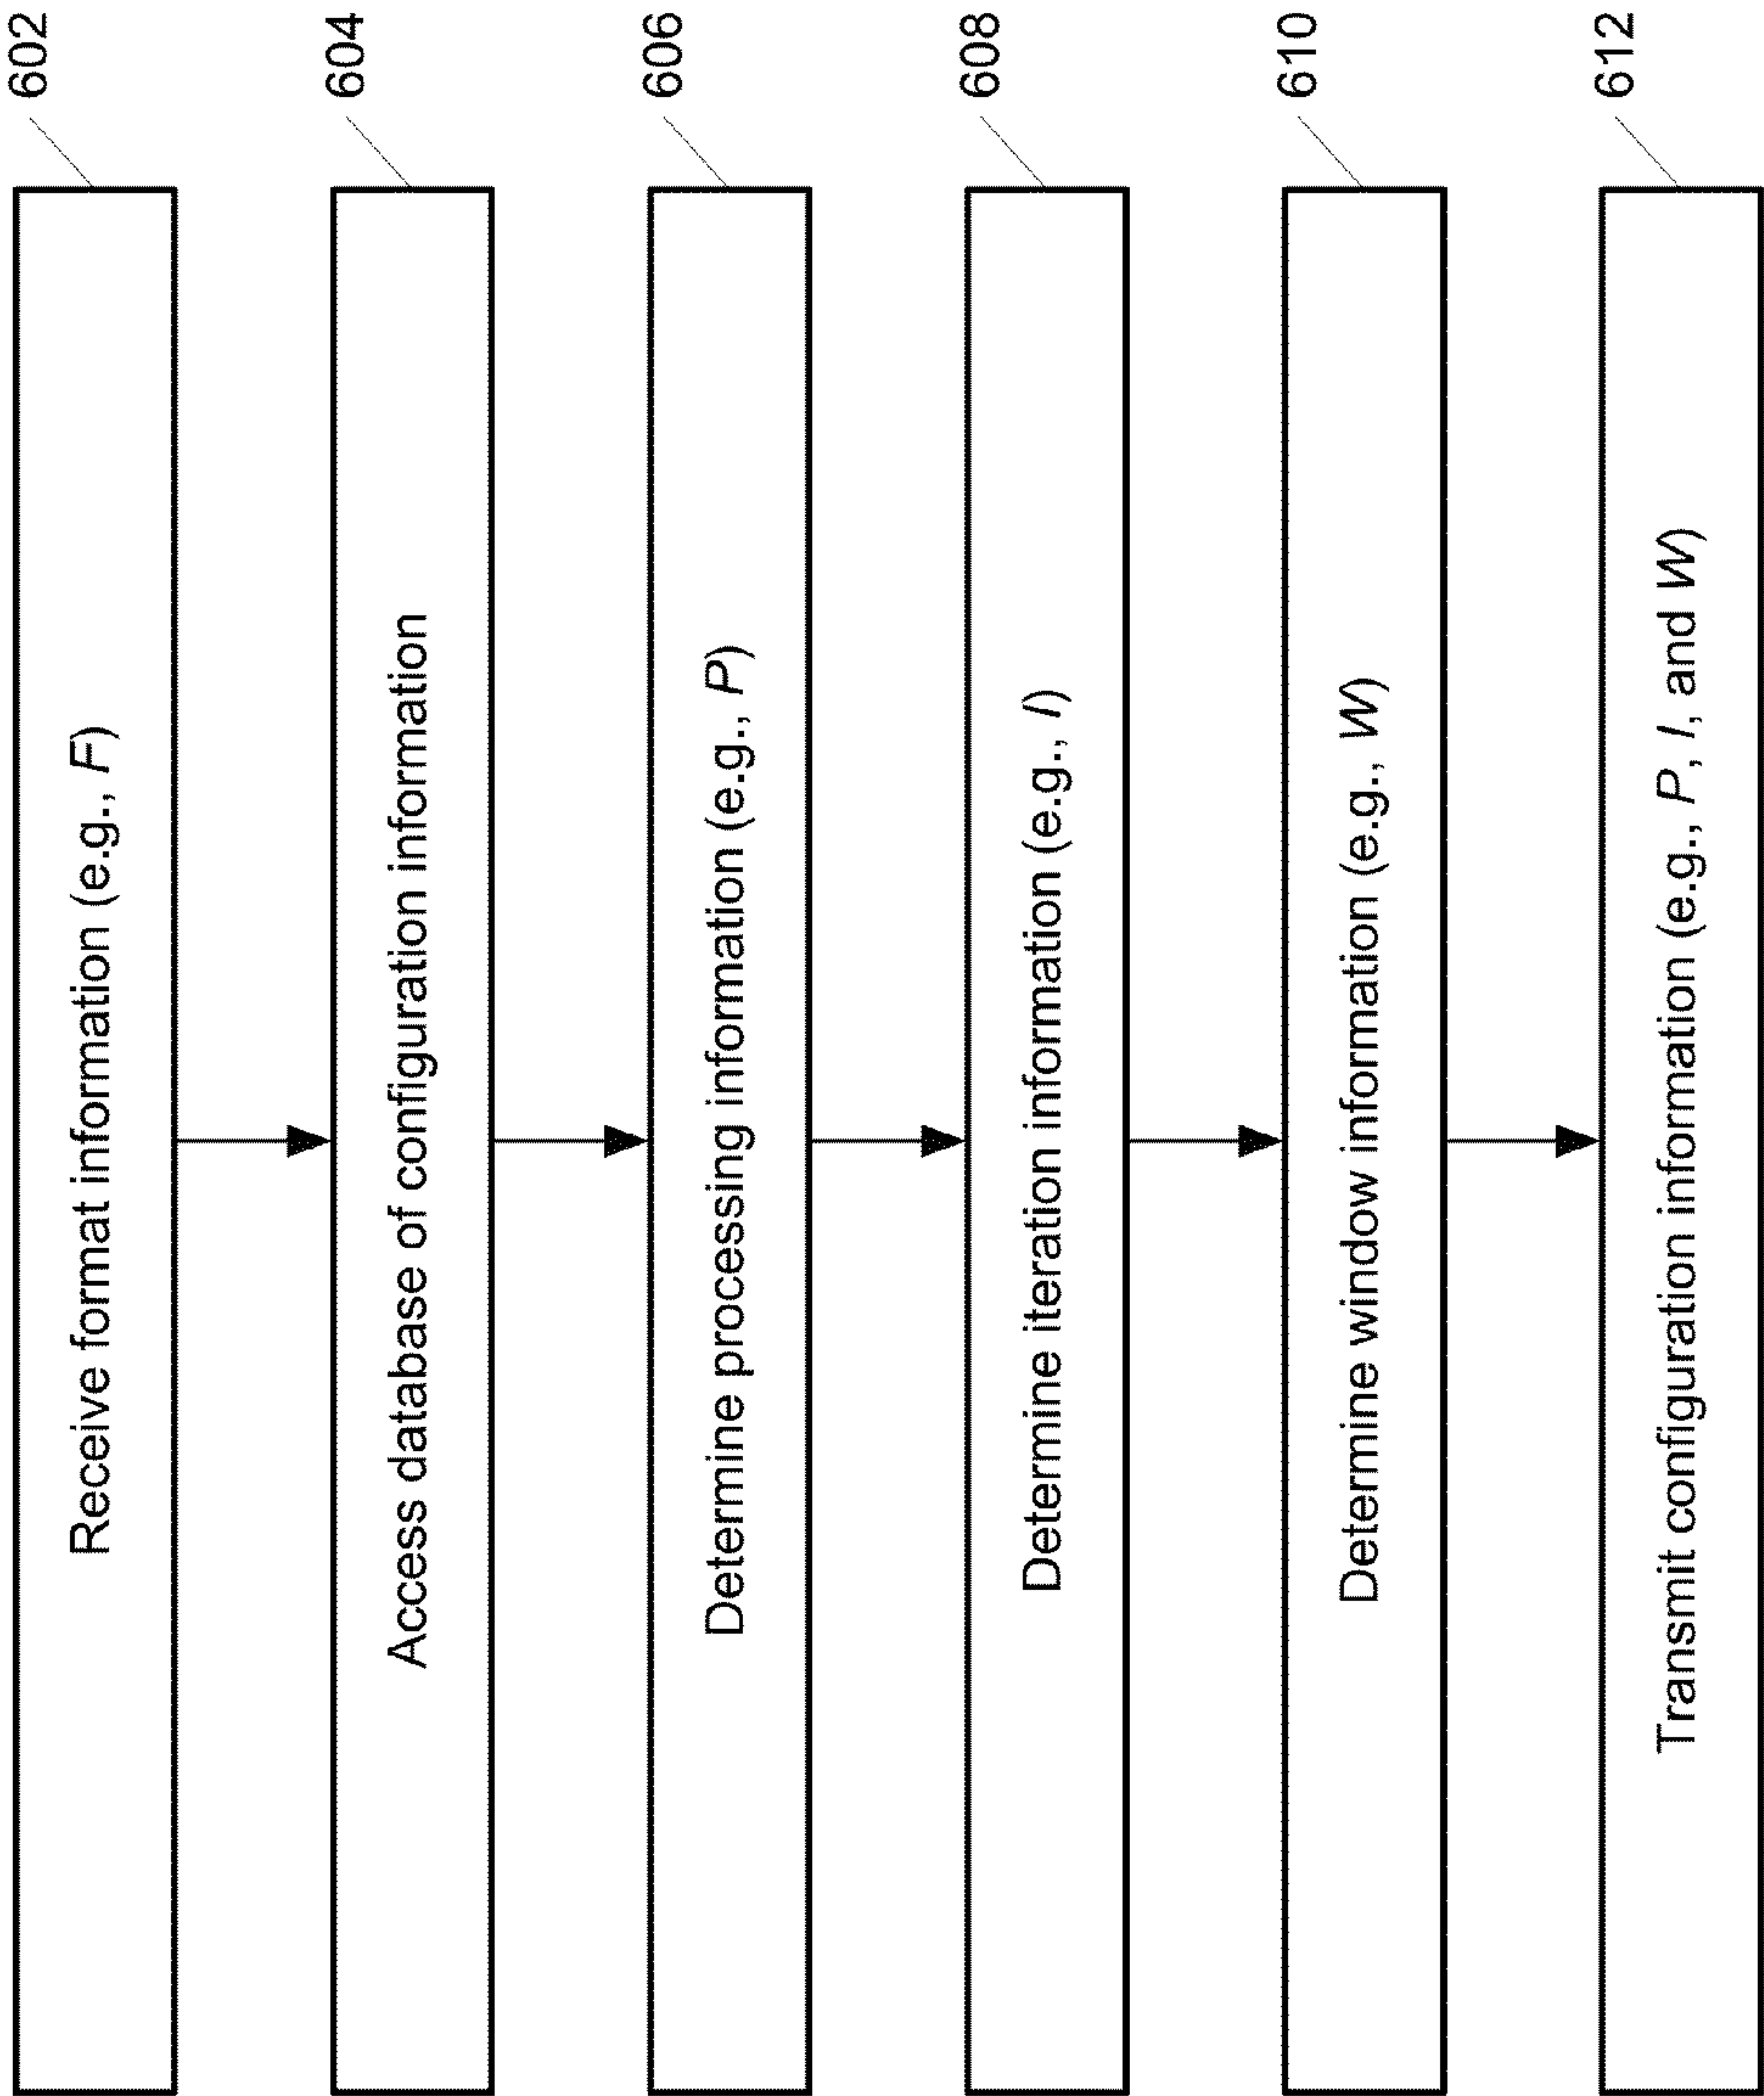 602
Receive format information (e.g., F)
604
Access database of configuration information
606
Determine processing information (e.g., P)
608
Determine iteration information (e.g., I)
610
Determine window information (e.g., W)
612
Transmit configuration information (e.g., P, I, and W)